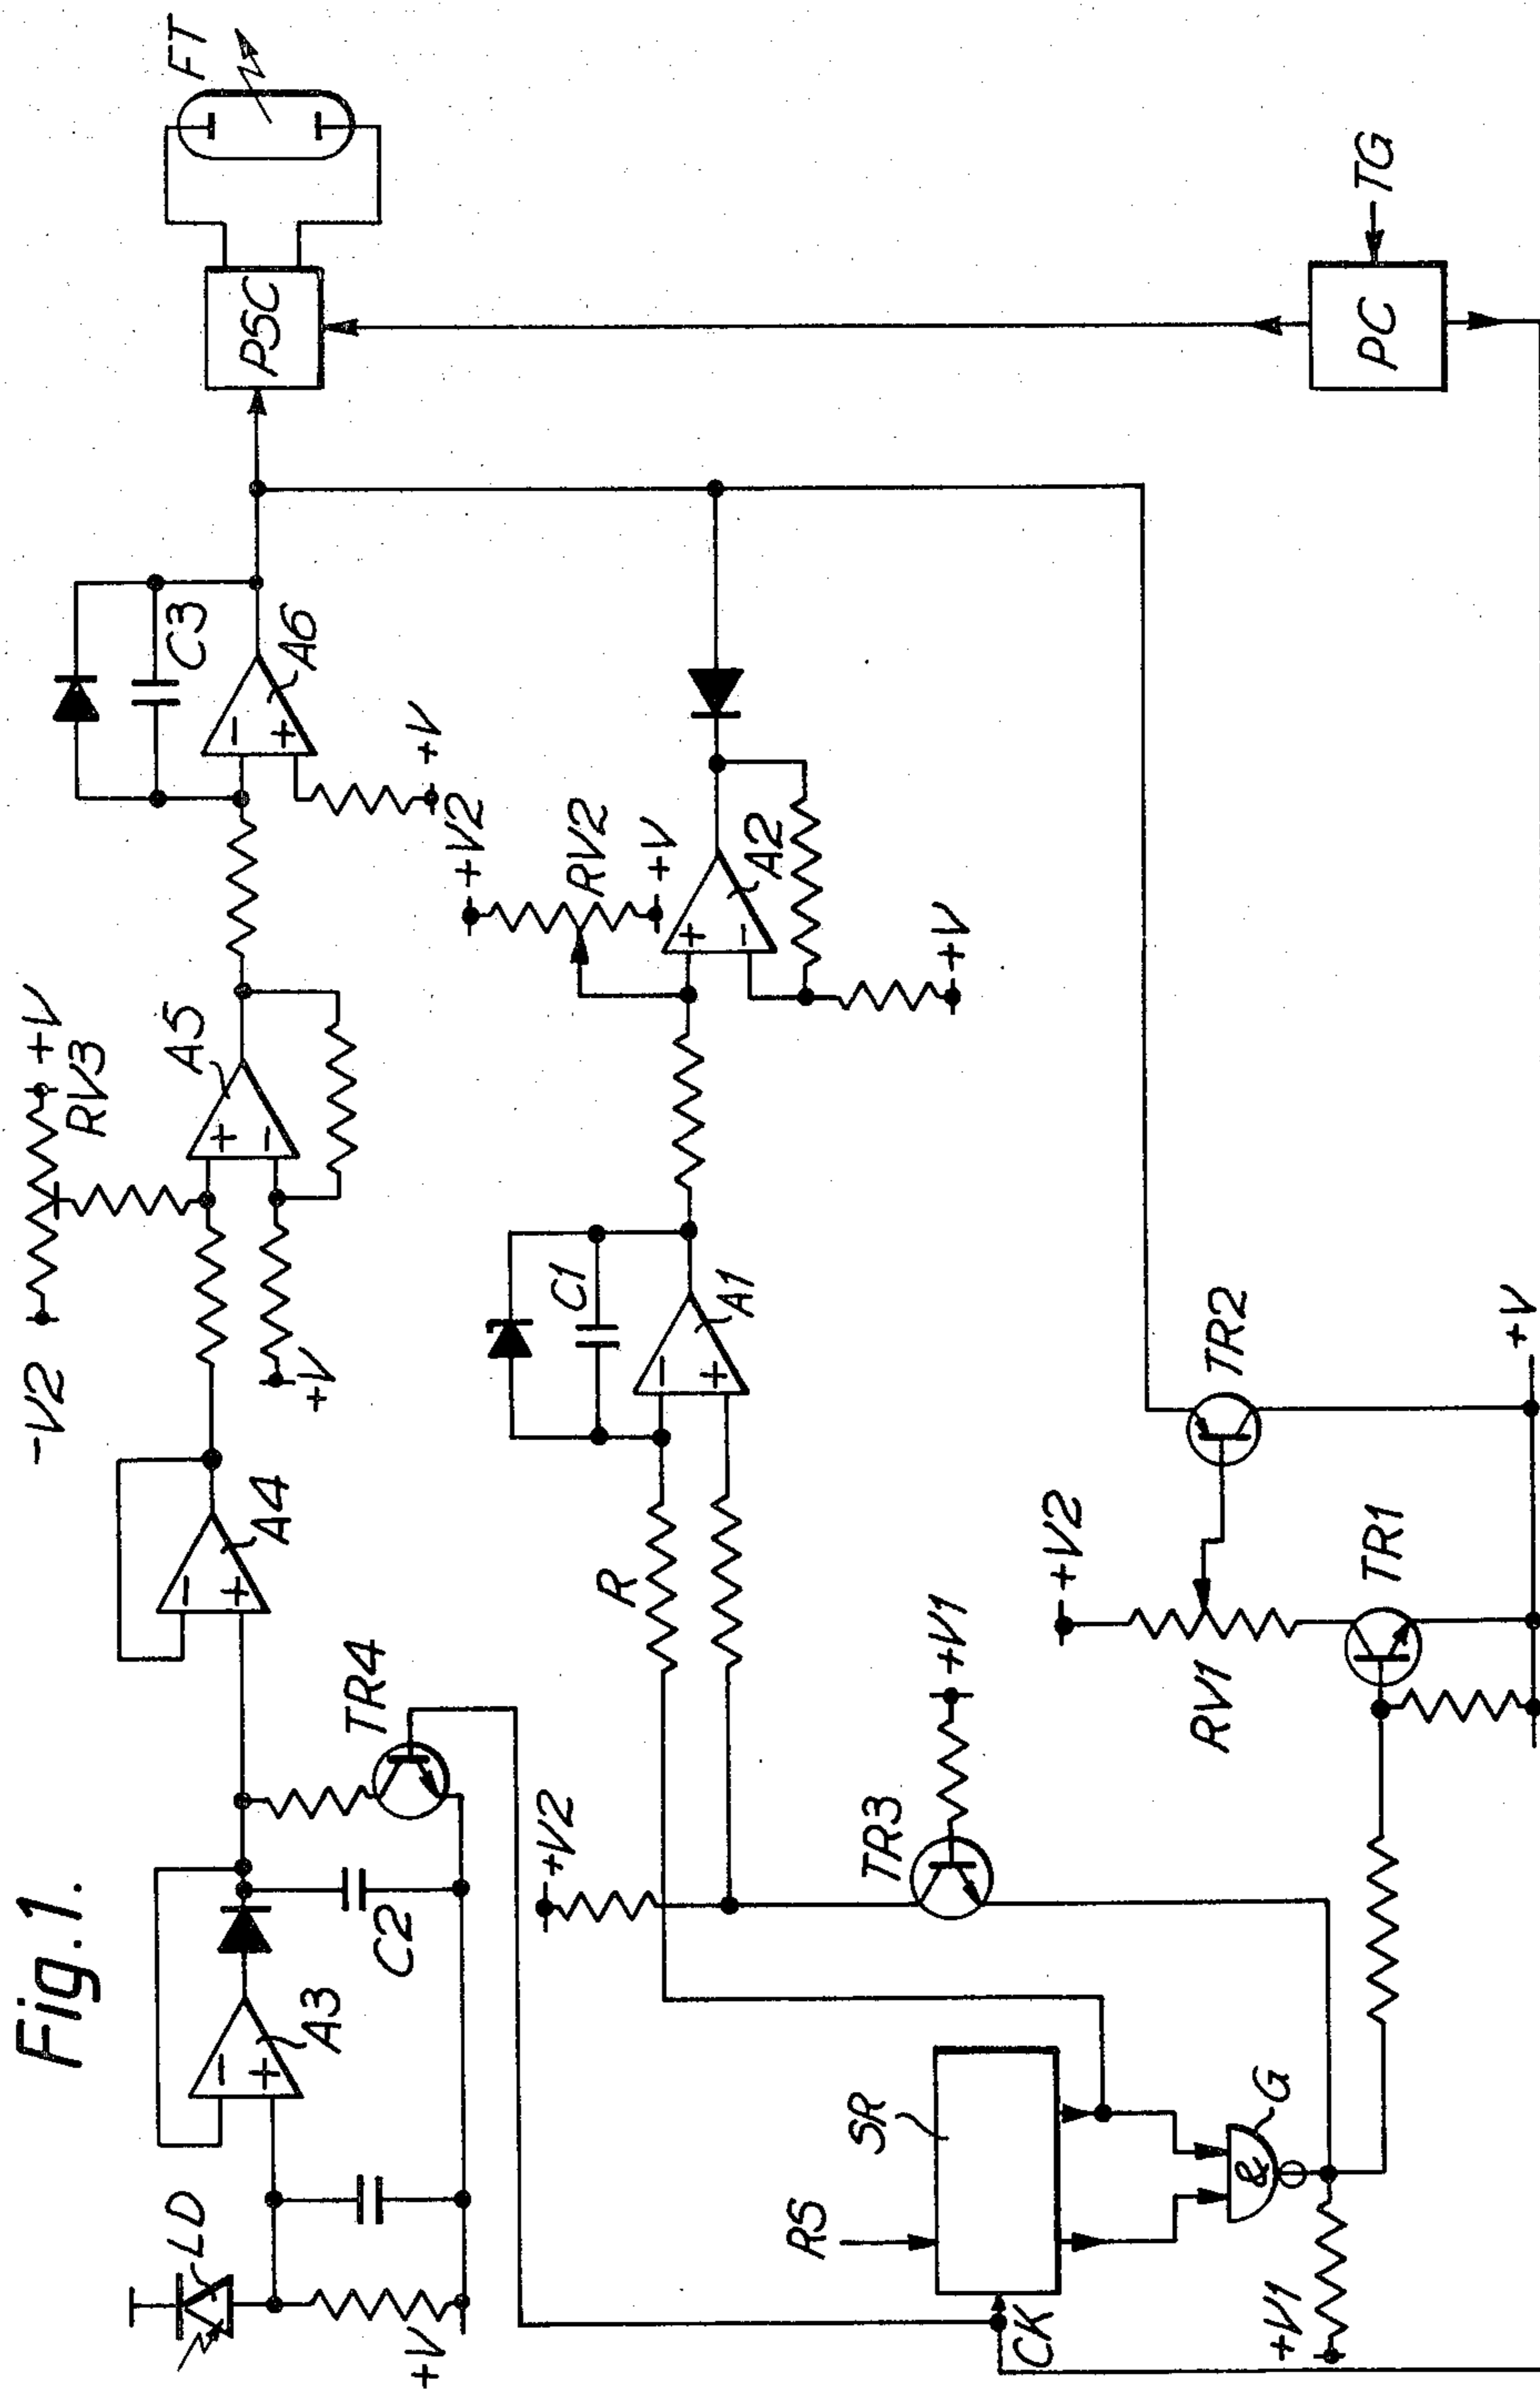 Fig.1.
FT
PSC
C3
A6
+V
+V2
RV2
+V
A2
+V
+V
RV3
A5
-V2
+V
A4
C1
A1
R
TR4
C2
A3
LD
+V
+V2
TR3
+V1
SR
RS
CK
&
G
+V1
+V2
RV1
TR1
TR2
+V
PC
TG